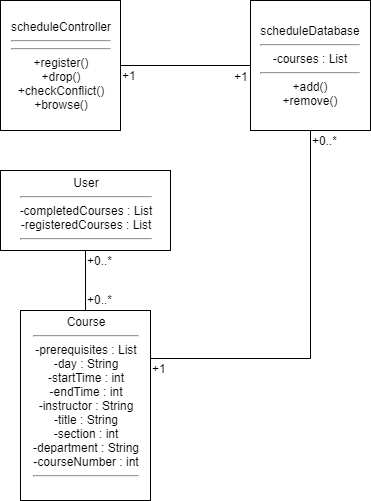 scheduleController
+register()
+drop()
+checkConflict()
+browse()
+1
+1
scheduleDatabase
-courses : List
+add()
+remove()
+0..*
User
-completedCourses : List
-registeredCourses : List
+0..*
+0..*
Course
-prerequisites : List
-day : String
-startTime : int
-endTime : int
-instructor : String
-title : String
-section : int
-department : String
-courseNumber : int
+1